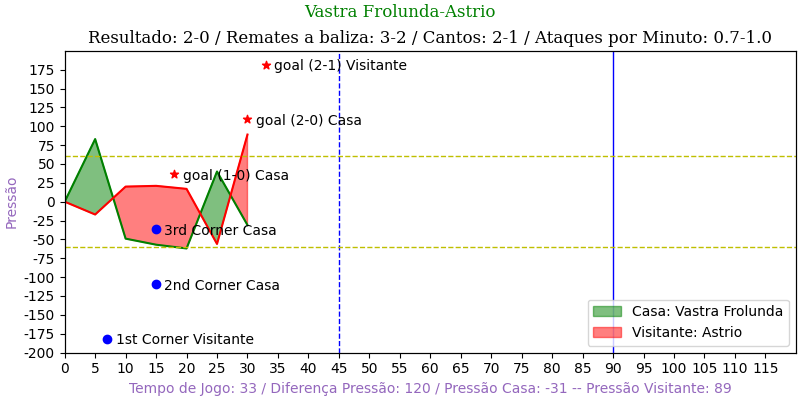 Vastra Frolunda-Astrio
Resultado: 2-0 / Remates a baliza: 3-2 / Cantos: 2-1 / Ataques por Minuto: 0.7-1.0
Pressão
175
150
125
100
75
50
25
0
-25
-50
-75
-100
-125
-150
-175
-200
goal (2-1) Visitante
goal (2-0) Casa
goal (1-0) Casa
3rd Corner Casa
2nd Corner Casa
1st Corner Visitante
Casa: Vastra Frolunda
Visitante: Astrio
0 5 10 15 20 25 30 35 40 45 50 55 60 65 70 75 80 85 90 95 100 105 110 115
Tempo de Jogo: 33 / Diferença Pressão: 120 / Pressão Casa: -31 -- Pressão Visitante: 89